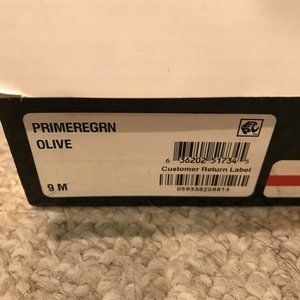 PRIMEREGRN
OLIVE
9 M
6 36202 51734 5
Customer Return Label
059338208814